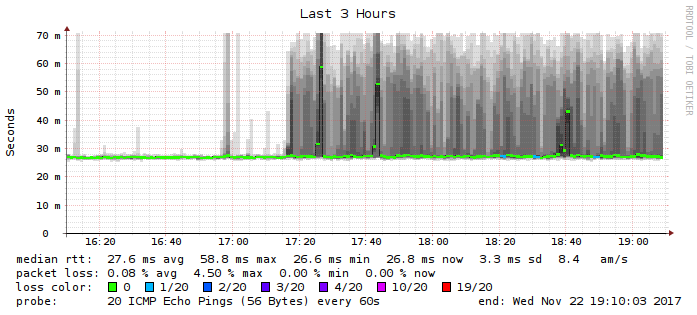 Last 3 Hours
RRDTOOL / TOBI OETIKER
Seconds
70 m
60 m
50 m
40 m
30 m
20 m
10 m
0
16:20 16:40 17:00 17:20 17:40 18:00 18:20 18:40 19:00
median rtt: 27.6 ms avg 58.8 ms max 26.6 ms min 26.8 ms now 3.3 ms sd 8.4 am/s
packet loss: 0.08 % avg 4.50 % max 0.00 % min 0.00 % now
loss color: 0 1/20 2/20 3/20 4/20 10/20 19/20
probe: 20 ICMP Echo Pings (56 Bytes) every 60s end: Wed Nov 22 19:10:03 2017